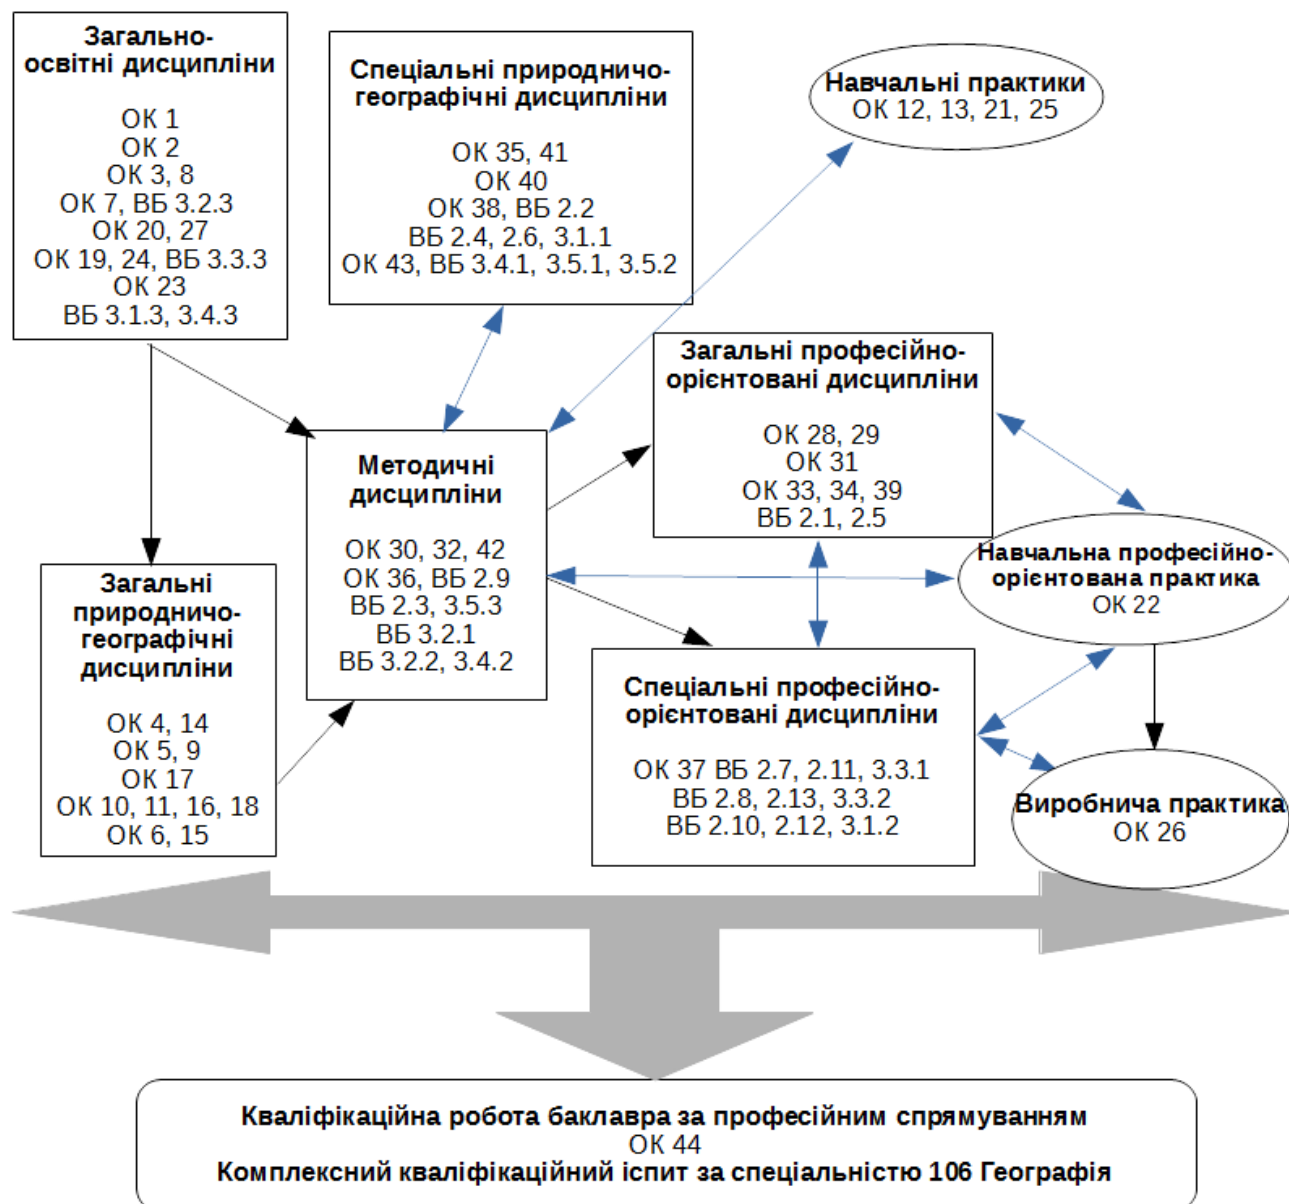 Загально-
освітні дисципліни
ОК 1
ОК 2
ОК 3, 8
ОК 7, ВБ 3.2.3
ОК 20, 27
ОК 19, 24, ВБ 3.3.3
ОК 23
ВБ 3.1.3, 3.4.3
Спеціальні природничо-
географічні дисципліни
ОК 35, 41
ОК 40
ОК 38, ВБ 2.2
ВБ 2.4, 2.6, 3.1.1
ОК 43, ВБ 3.4.1, 3.5.1, 3.5.2
Навчальні практики
ОК 12, 13, 21, 25
Загальні професійно-
орієнтовані дисципліни
ОК 28, 29
ОК 31
ОК 33, 34, 39
ВБ 2.1, 2.5
Методичні
дисципліни
ОК 30, 32, 42
ОК 36, ВБ 2.9
ВБ 2.3, 3.5.3
ВБ 3.2.1
ВБ 3.2.2, 3.4.2
Навчальна професійно-
орієнтована практика
ОК 22
Загальні
природничо-
географічні
дисципліни
ОК 4, 14
ОК 5, 9
ОК 17
ОК 10, 11, 16, 18
ОК 6, 15
Спеціальні професійно-
орієнтовані дисципліни
ОК 37 ВБ 2.7, 2.11, 3.3.1
ВБ 2.8, 2.13, 3.3.2
ВБ 2.10, 2.12, 3.1.2
Виробнича практика
ОК 26
Кваліфікаційна робота баклавра за професійним спрямуванням
ОК 44
Комплексний кваліфікаційний іспит за спеціальністю 106 Географія